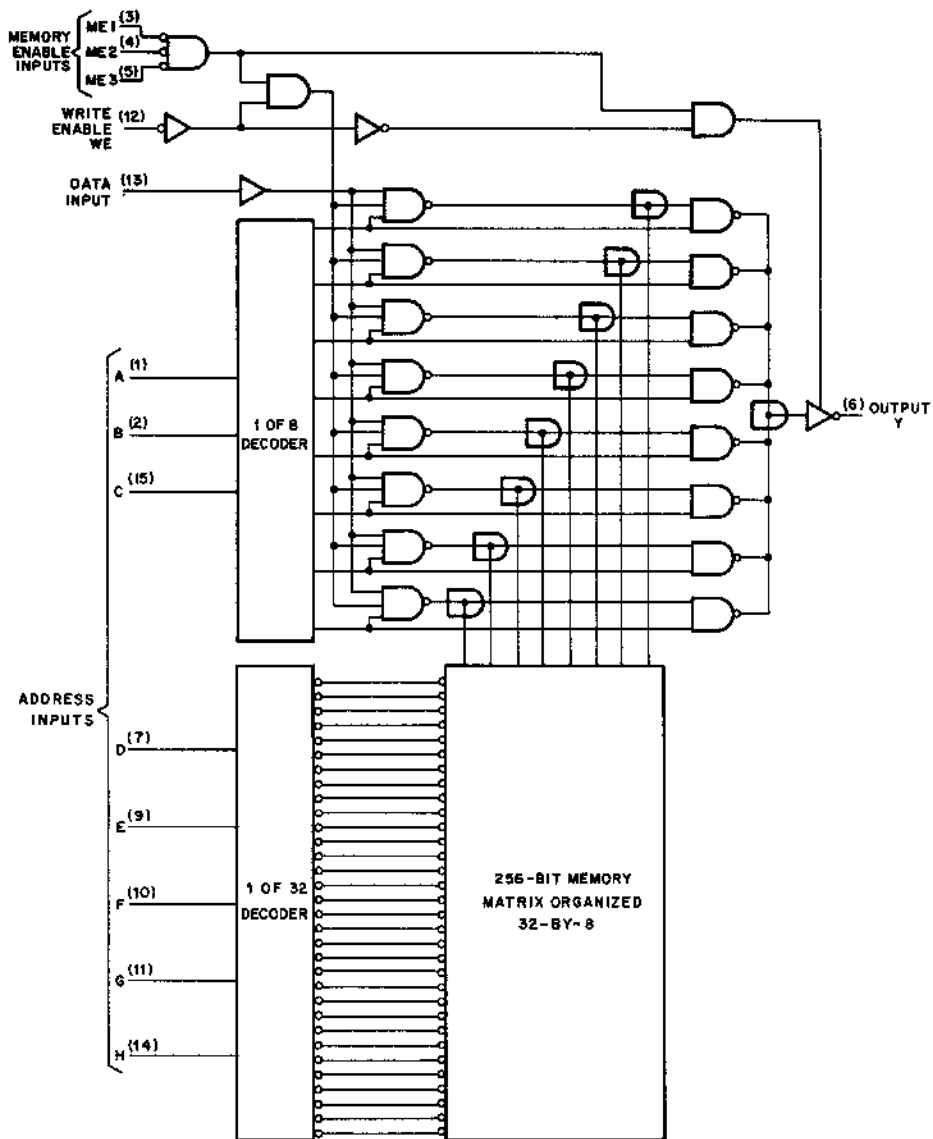 MEMORY ENABLE INPUTS
ME1 (3)
ME2 (4)
ME3 (5)
WRITE ENABLE WE
(12)
DATA INPUT
(13)
1 OF 8 DECODER
ADDRESS INPUTS
A (1)
B (2)
C (15)
(6) OUTPUT Y
D (7)
E (9)
F (10)
G (11)
H (14)
1 OF 32 DECODER
256-BIT MEMORY
MATRIX ORGANIZED
32-BY-8